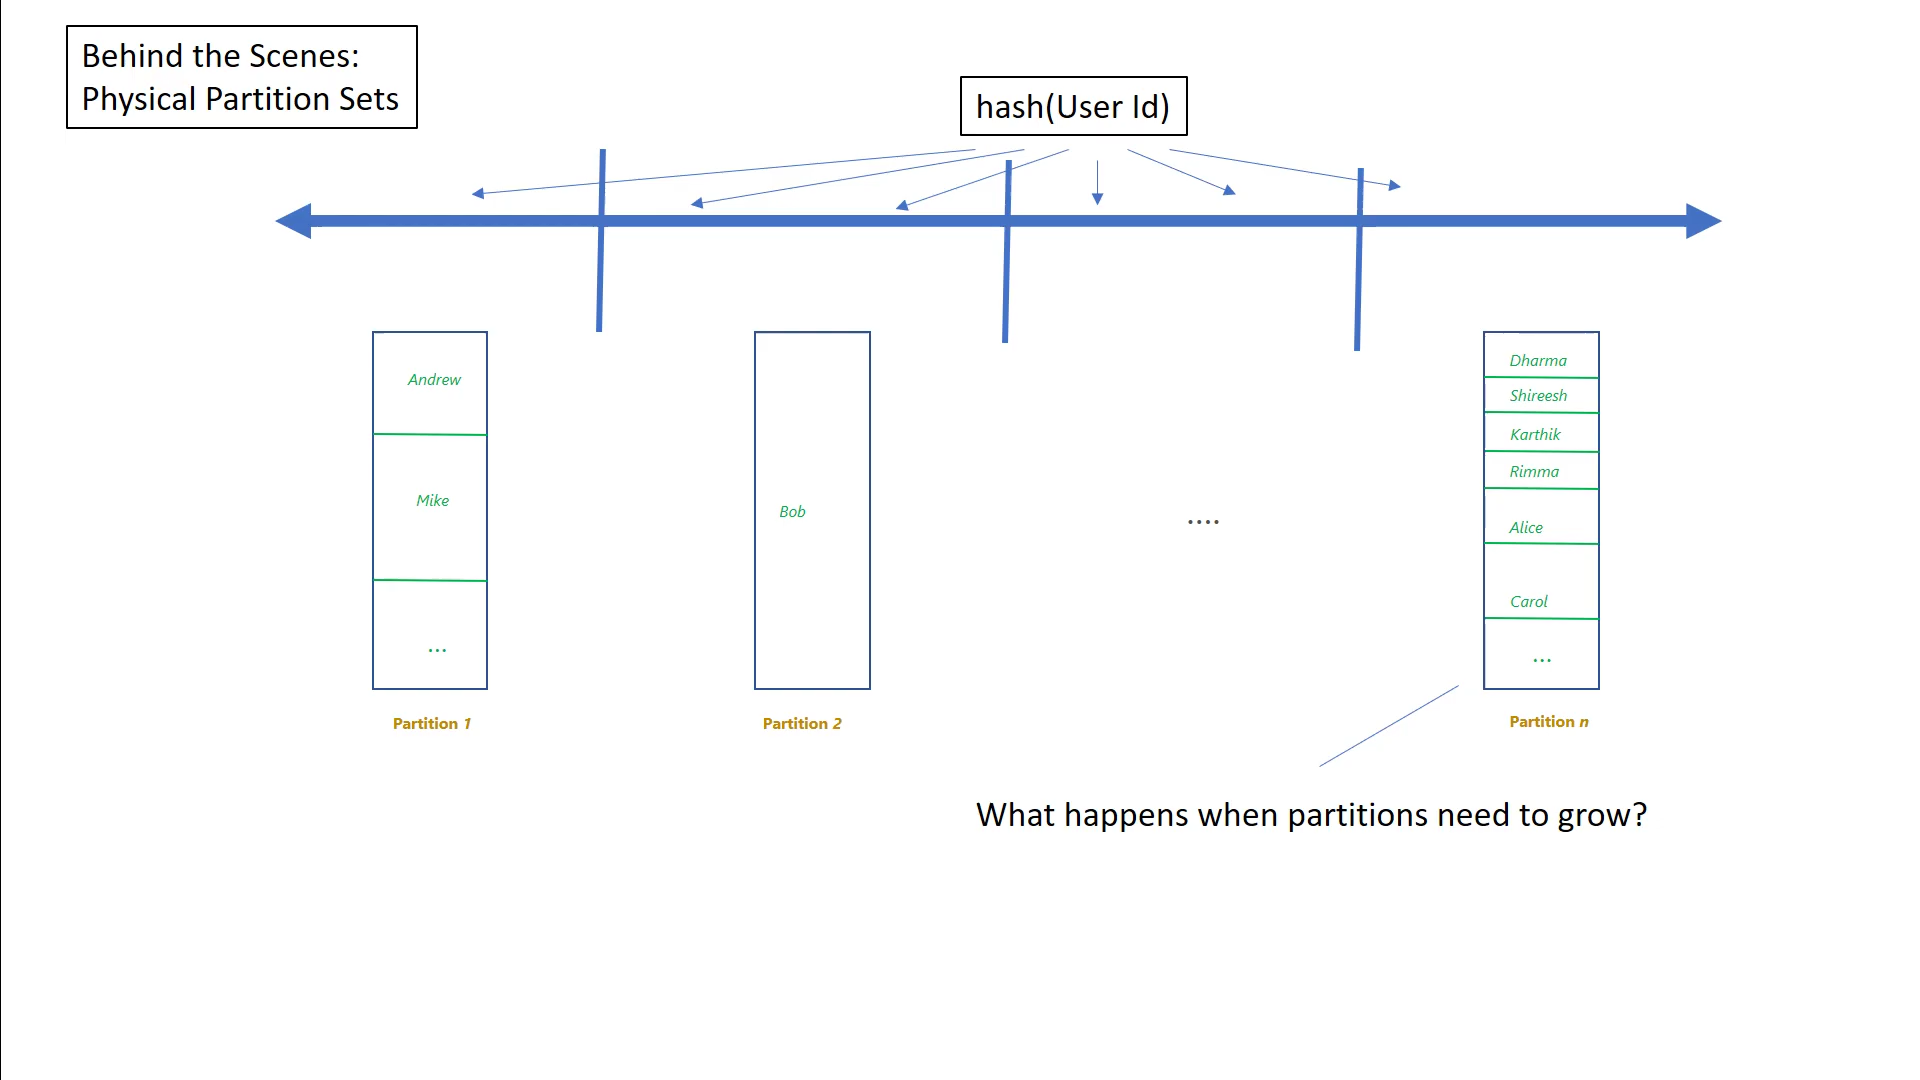 Behind the Scenes:
Physical Partition Sets
hash(User Id)
Andrew
Mike
...
Partition 1
Bob
Partition 2
....
Dharma
Shireesh
Karthik
Rimma
Alice
Carol
...
Partition n
What happens when partitions need to grow?